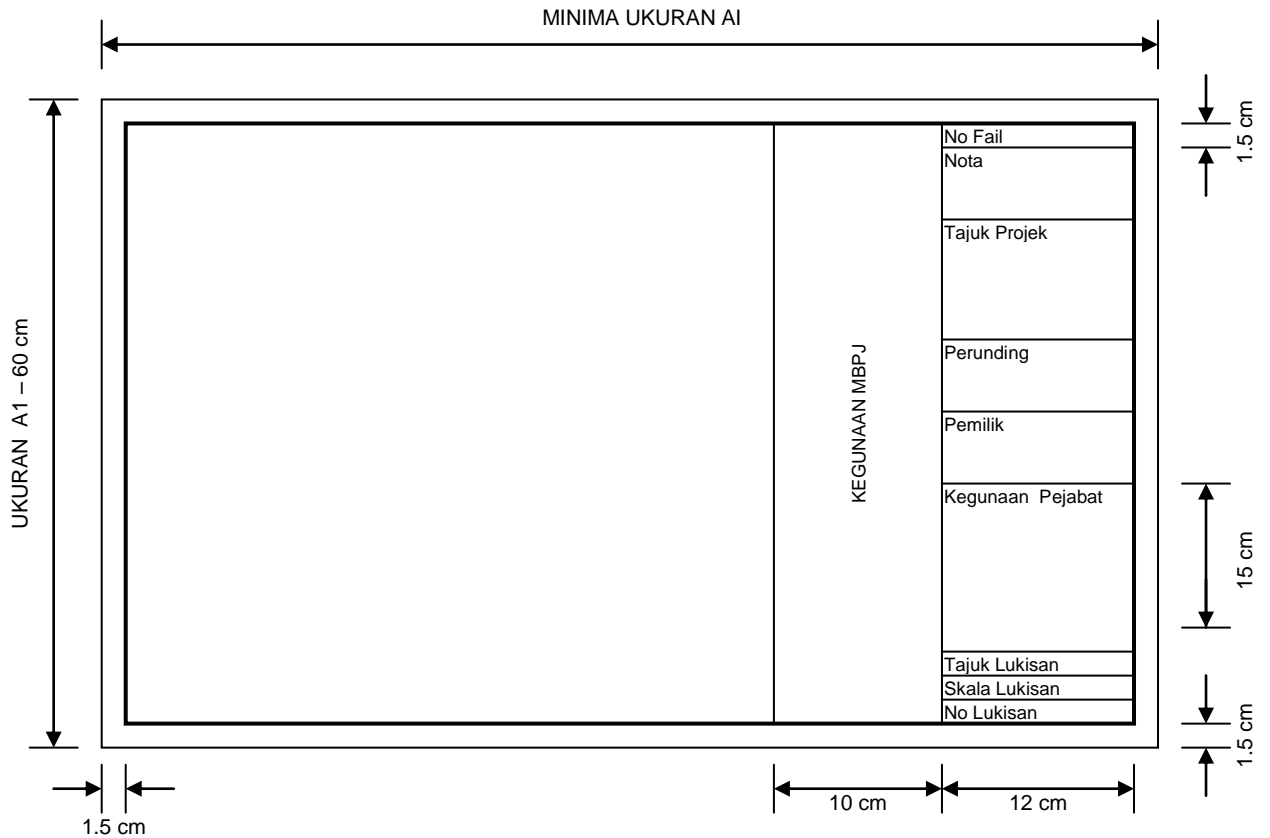 MINIMA UKURAN AI
UKURAN A1 – 60 cm
KEGUNAAN MBPJ
No Fail
Nota
Tajuk Projek
Perunding
Pemilik
Kegunaan Pejabat
Tajuk Lukisan
Skala Lukisan
No Lukisan
1.5 cm
15 cm
1.5 cm
10 cm
12 cm
1.5 cm